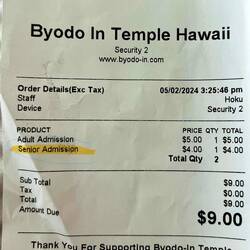 Byodo In Temple Hawaii
Security 2
www.byodo-in.com
Order Details(Exc Tax) 05/02/2024 3:25:46 pm
Staff Hoku
Device Security 2
PRODUCT PRICE QTY TOTAL
Adult Admission $5.00 1 $5.00
Senior Admission $4.00 1 $4.00
Total Qty 2
Sub Total $9.00
Tax $0.00
Total $9.00
Amount Due $9.00
Thank You For Supporting Byodo-In Temple